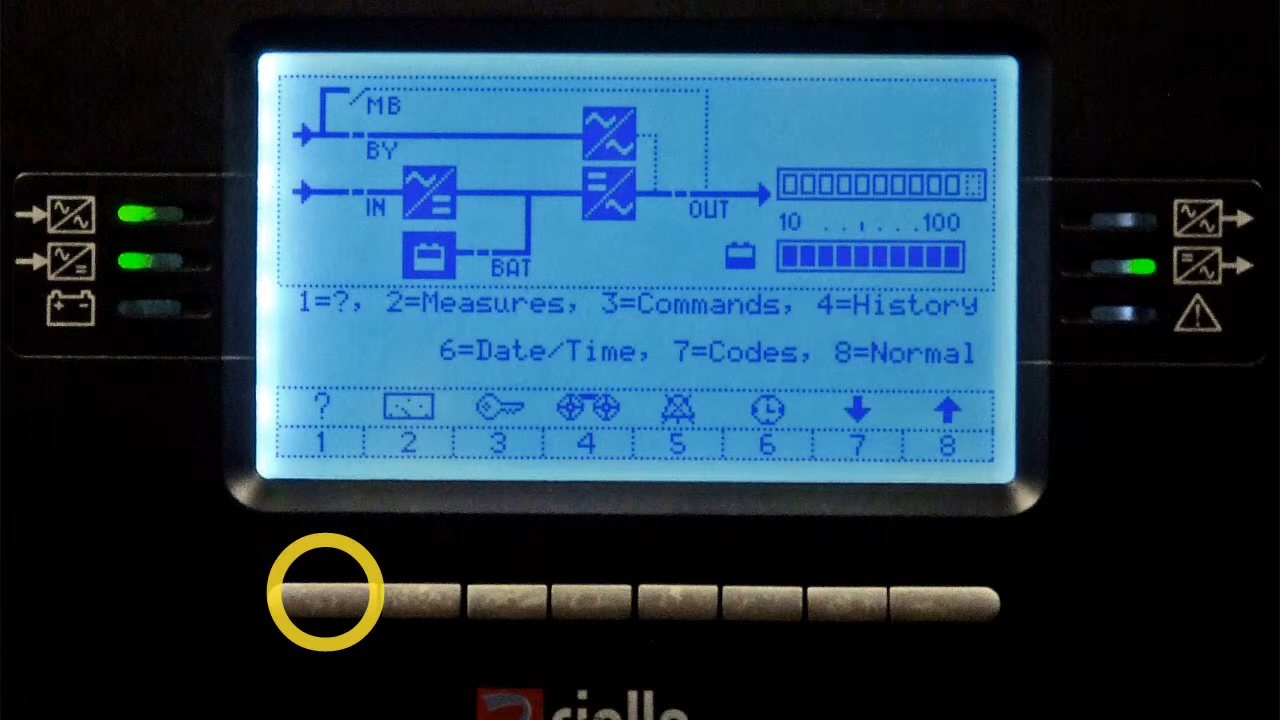 MB
BY
IN
OUT
10 . . ı . . . 100
BAT
1=?, 2=Measures, 3=Commands, 4=History
6=Date/Time, 7=Codes, 8=Normal
?
1 2 3 4 5 6 7 8
riello